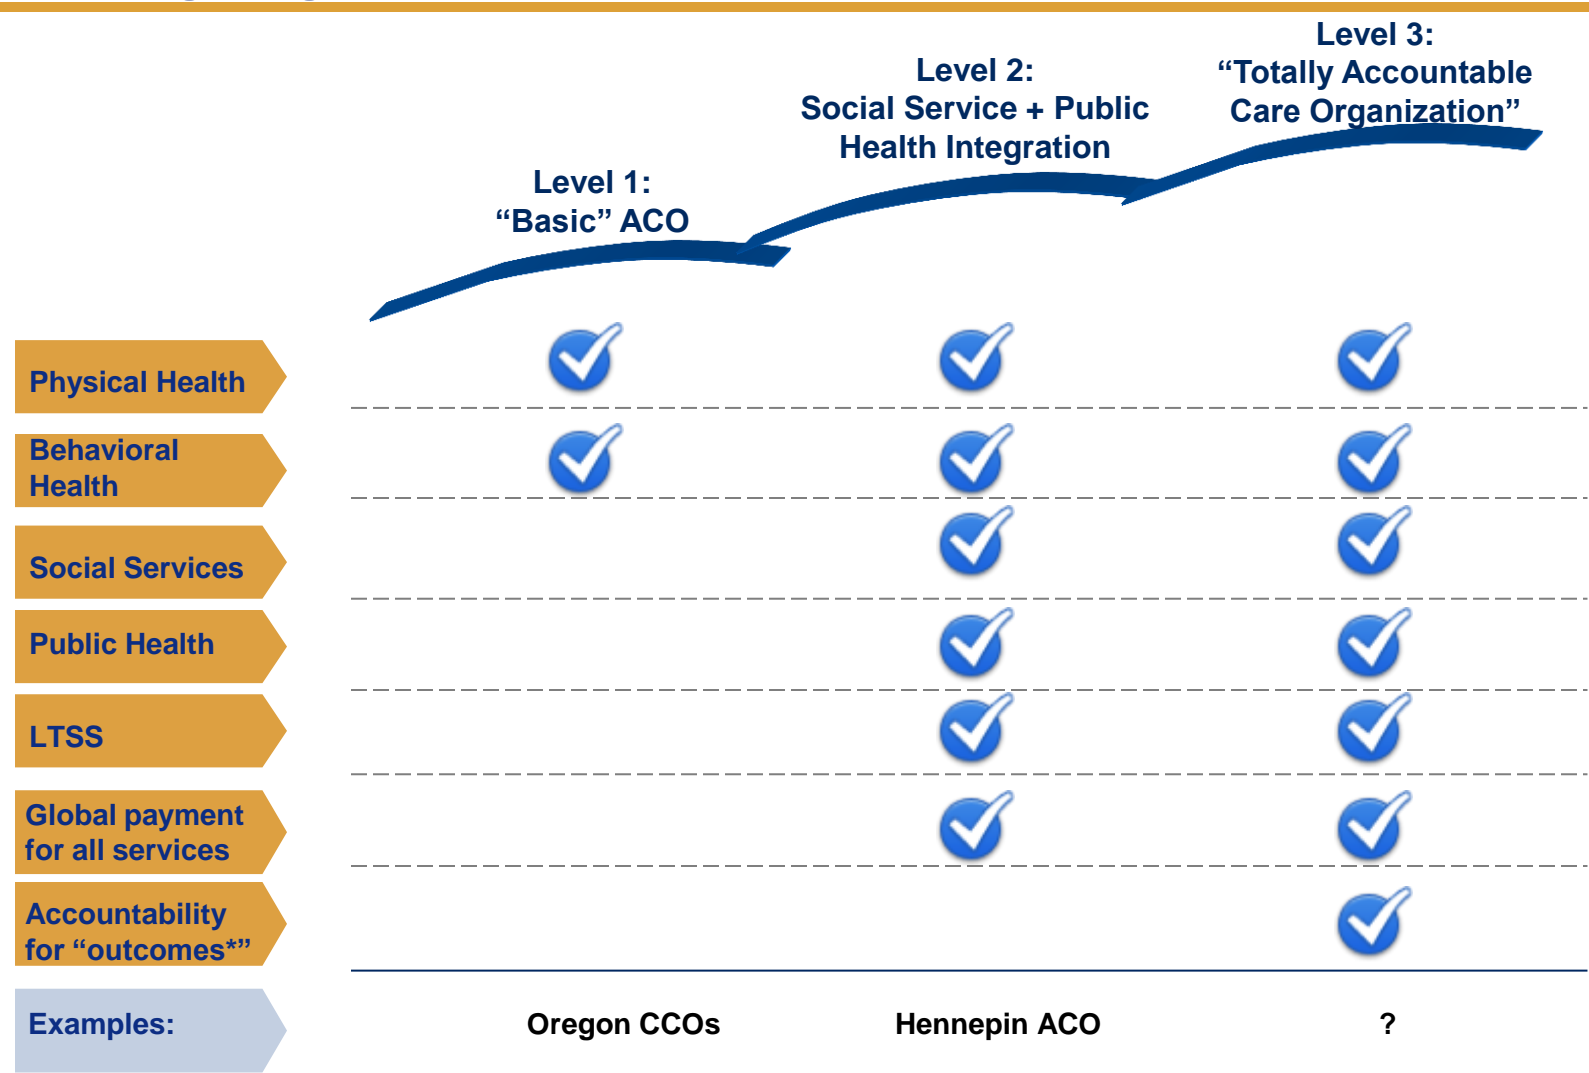 Level 1:
“Basic” ACO
Level 2:
Social Service + Public
Health Integration
Level 3:
“Totally Accountable
Care Organization”
Physical Health
Behavioral
Health
Social Services
Public Health
LTSS
Global payment
for all services
Accountability
for “outcomes*”
Examples:
Oregon CCOs
Hennepin ACO
?